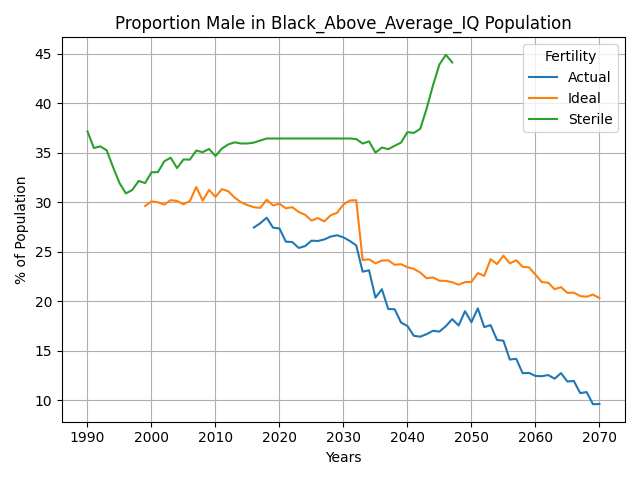 Proportion Male in Black_Above_Average_IQ Population
Fertility
Actual
Ideal
Sterile
% of Population
45
40
35
30
25
20
15
10
1990 2000 2010 2020 2030 2040 2050 2060 2070
Years